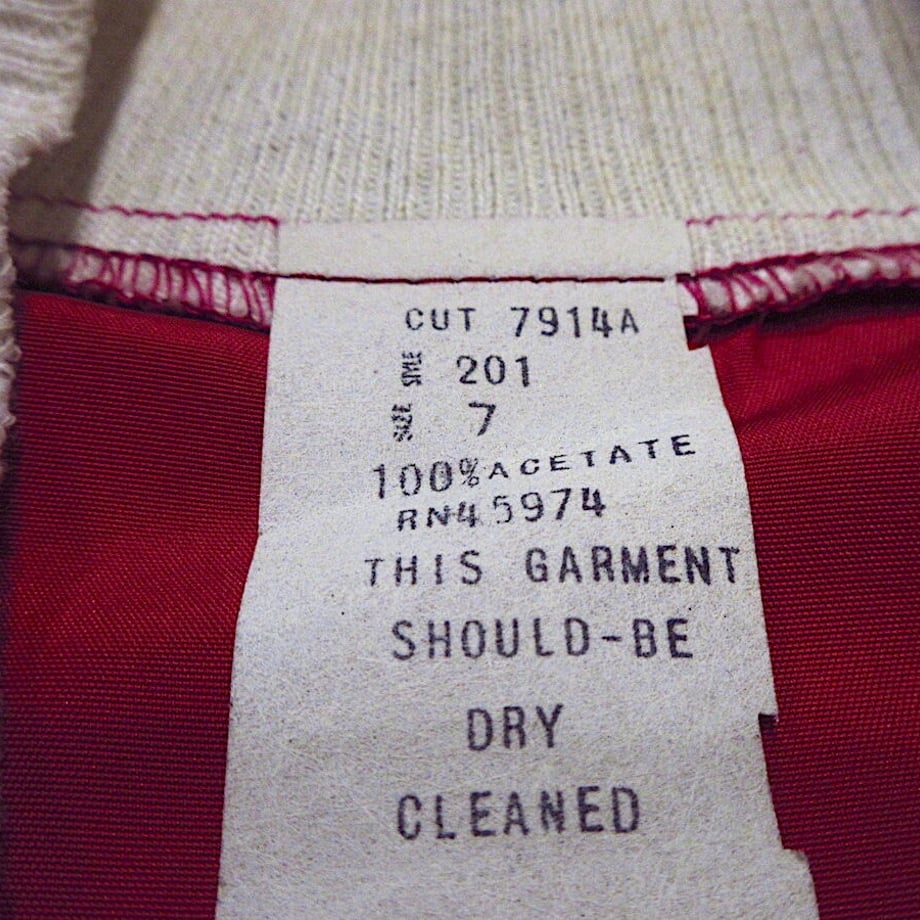 CUT 7914A
STYLE 201
SIZE 7
100% ACETATE
RN45974
THIS GARMENT
SHOULD-BE
DRY
CLEANED